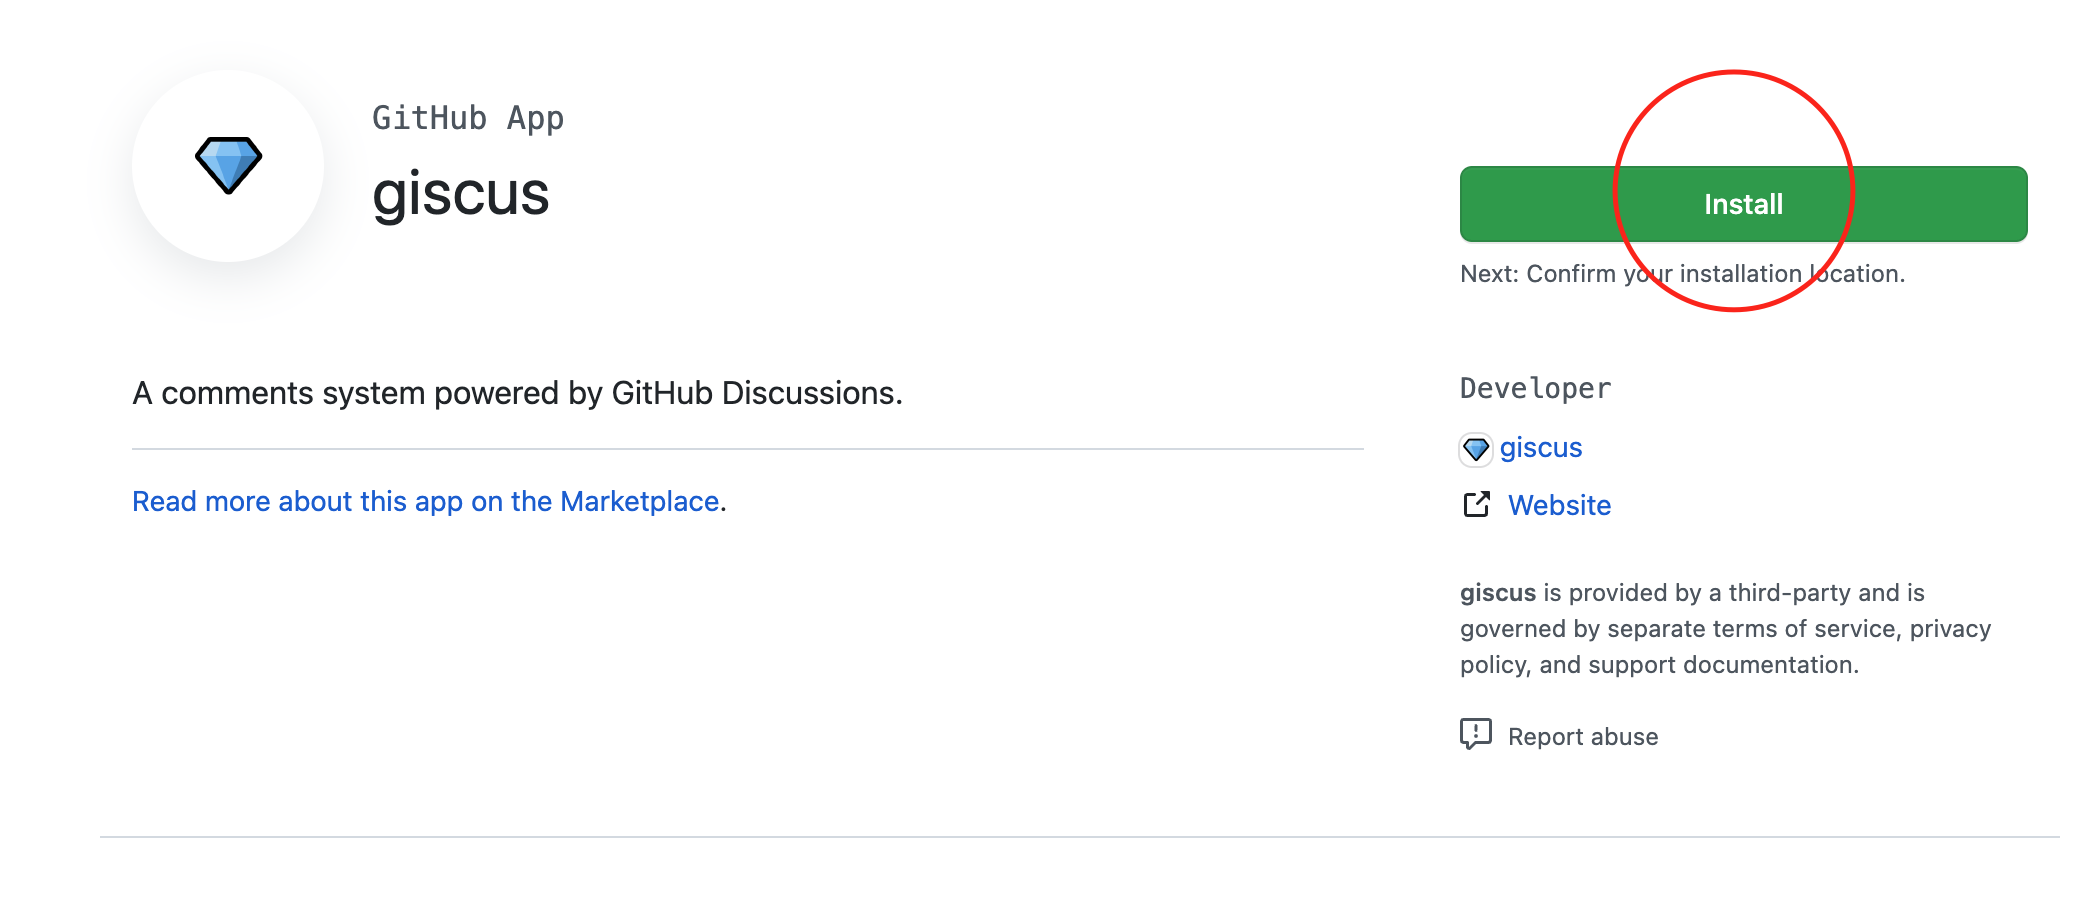 GitHub App
giscus
Install
Next: Confirm your installation location.
A comments system powered by GitHub Discussions.
Read more about this app on the Marketplace.
Developer
giscus
Website
giscus is provided by a third-party and is
governed by separate terms of service, privacy
policy, and support documentation.
Report abuse